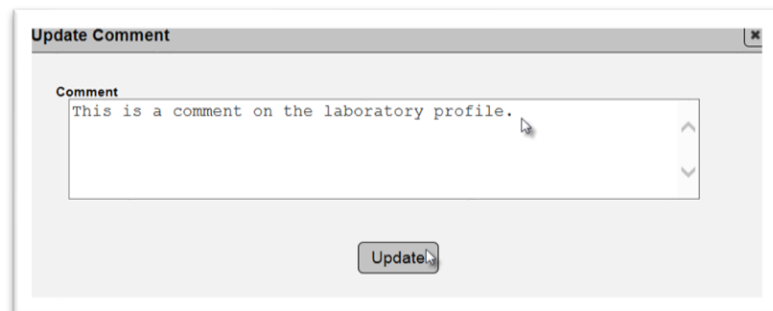 Update Comment
Comment
This is a comment on the laboratory profile.
Update